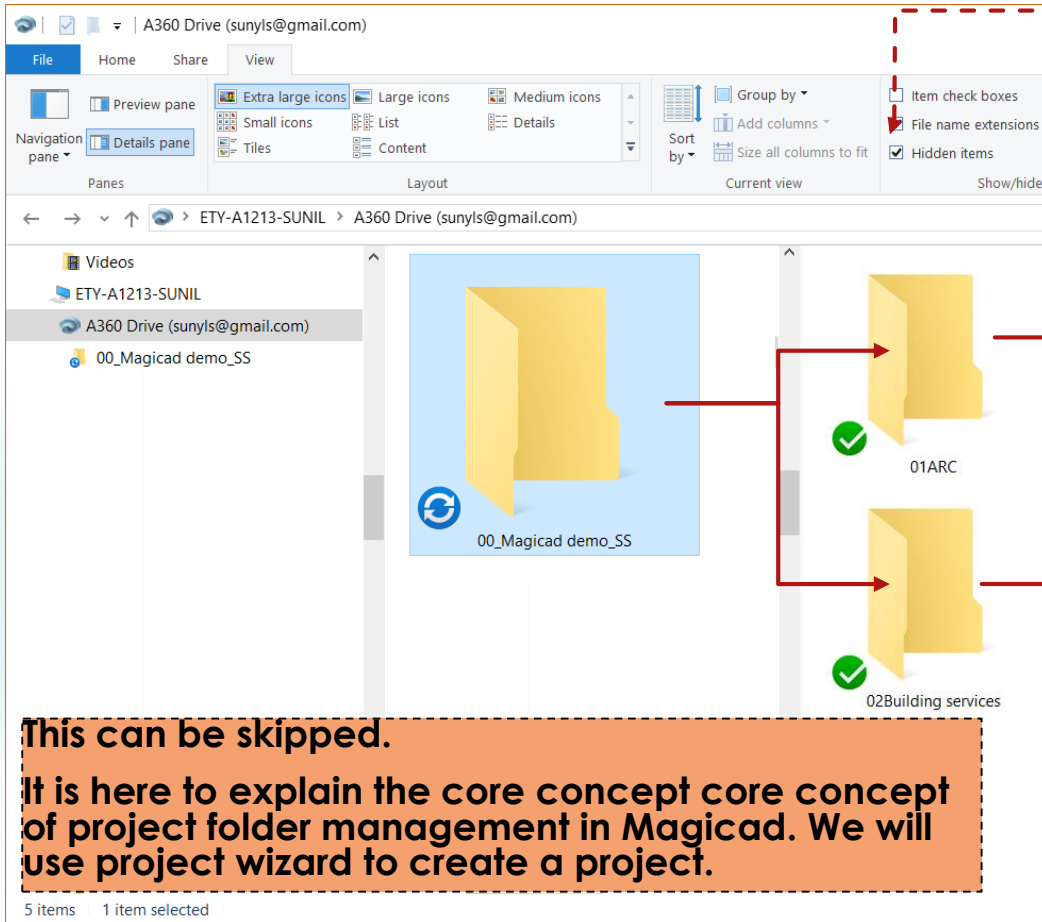 A360 Drive (sunyls@gmail.com)
File Home Share View
Preview pane
Details pane
Navigation
pane
Extra large icons Large icons Medium icons
Small icons List Details
Tiles Content
Sort
by
Group by
Add columns
Size all columns to fit
Item check boxes
File name extensions
Hidden items
Panes Layout Current view Show/hide
ETY-A1213-SUNIL > A360 Drive (sunyls@gmail.com)
Videos
ETY-A1213-SUNIL
A360 Drive (sunyls@gmail.com)
00_Magicad demo_SS
00_Magicad demo_SS
01ARC
02Building services
This can be skipped.
It is here to explain the core concept core concept
of project folder management in Magicad. We will
use project wizard to create a project.
5 items 1 item selected